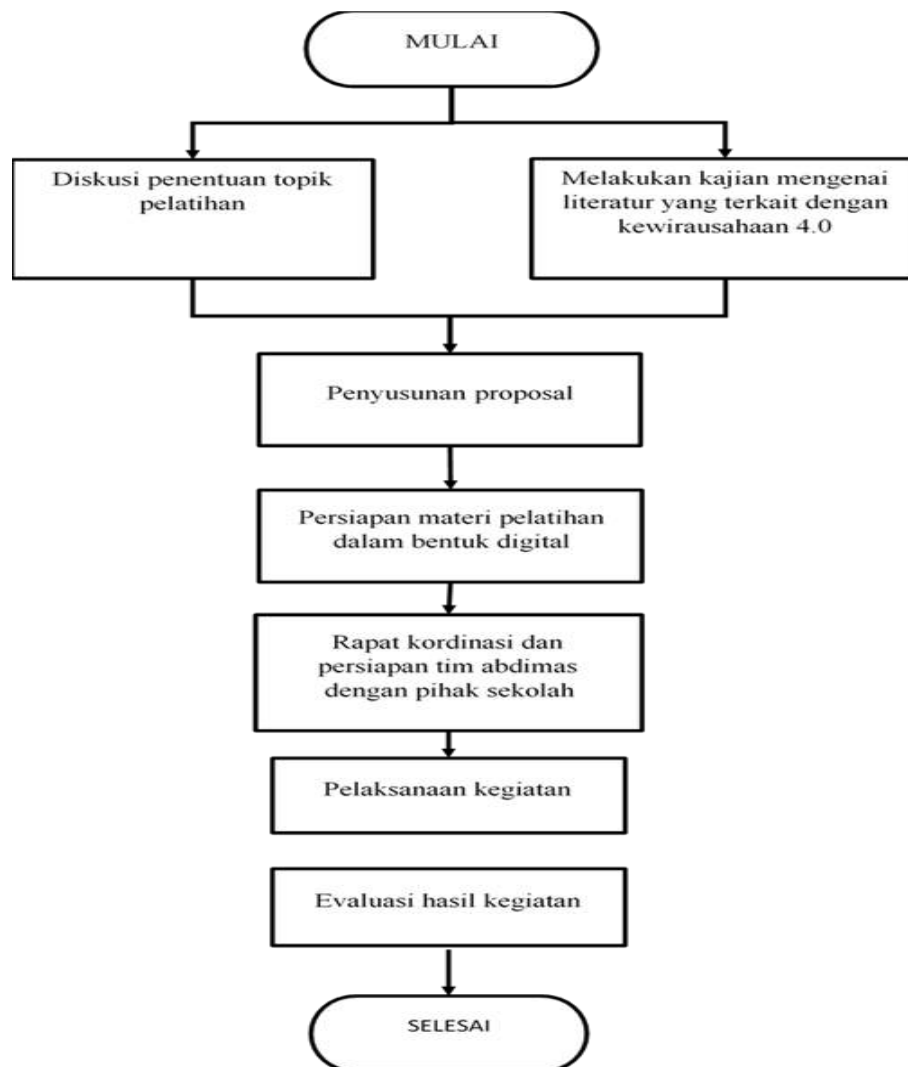 MULAI
Diskusi penentuan topik
pelatihan
Melakukan kajian mengenai
literatur yang terkait dengan
kewirausahaan 4.0
Penyusunan proposal
Persiapan materi pelatihan
dalam bentuk digital
Rapat kordinasi dan
persiapan tim abdimas
dengan pihak sekolah
Pelaksanaan kegiatan
Evaluasi hasil kegiatan
SELESAI